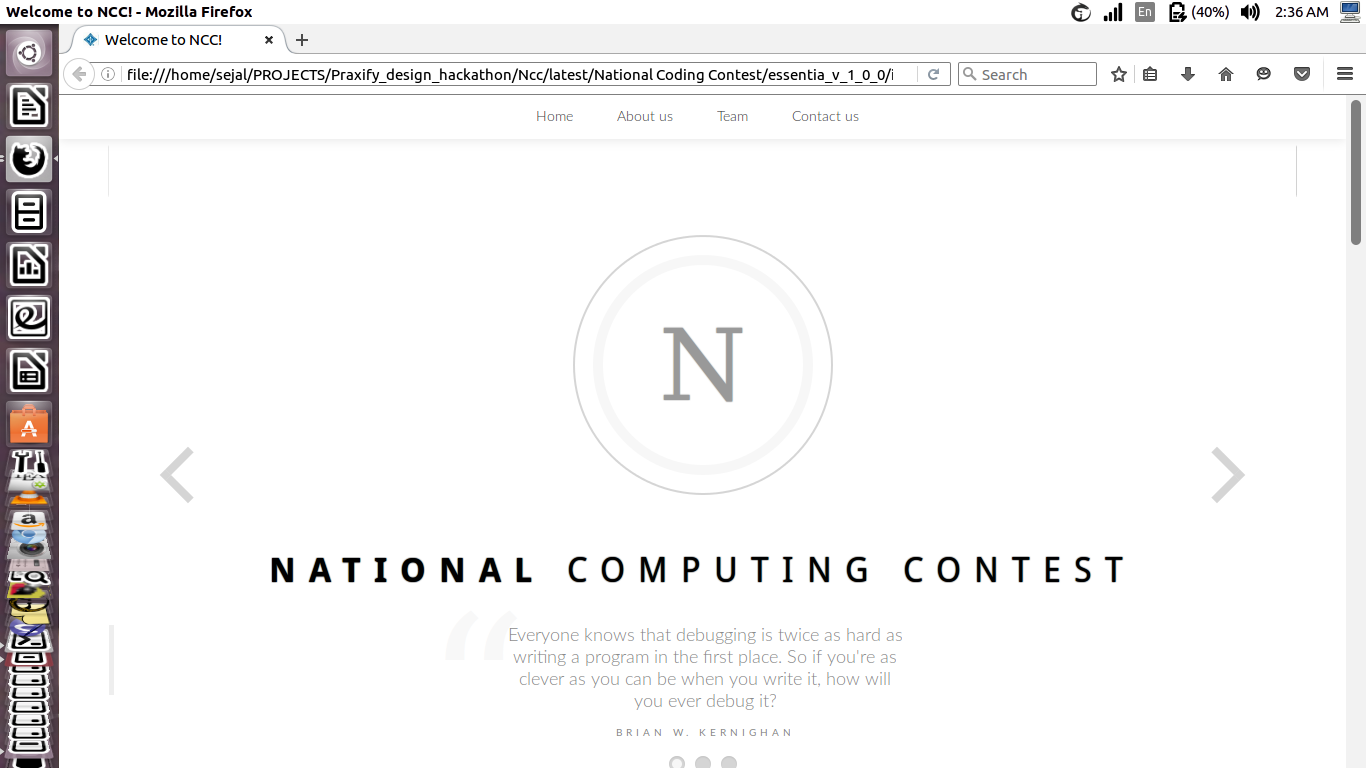 Welcome to NCC! - Mozilla Firefox
En (40%) 2:36 AM
Welcome to NCC!
file:///home/sejal/PROJECTS/Praxify_design_hackathon/Ncc/latest/National Coding Contest/essentia_v_1_0_0/i
Search
Home About us Team Contact us
N
NATIONAL COMPUTING CONTEST
“
Everyone knows that debugging is twice as hard as
writing a program in the first place. So if you're as
clever as you can be when you write it, how will
you ever debug it?
BRIAN W. KERNIGHAN